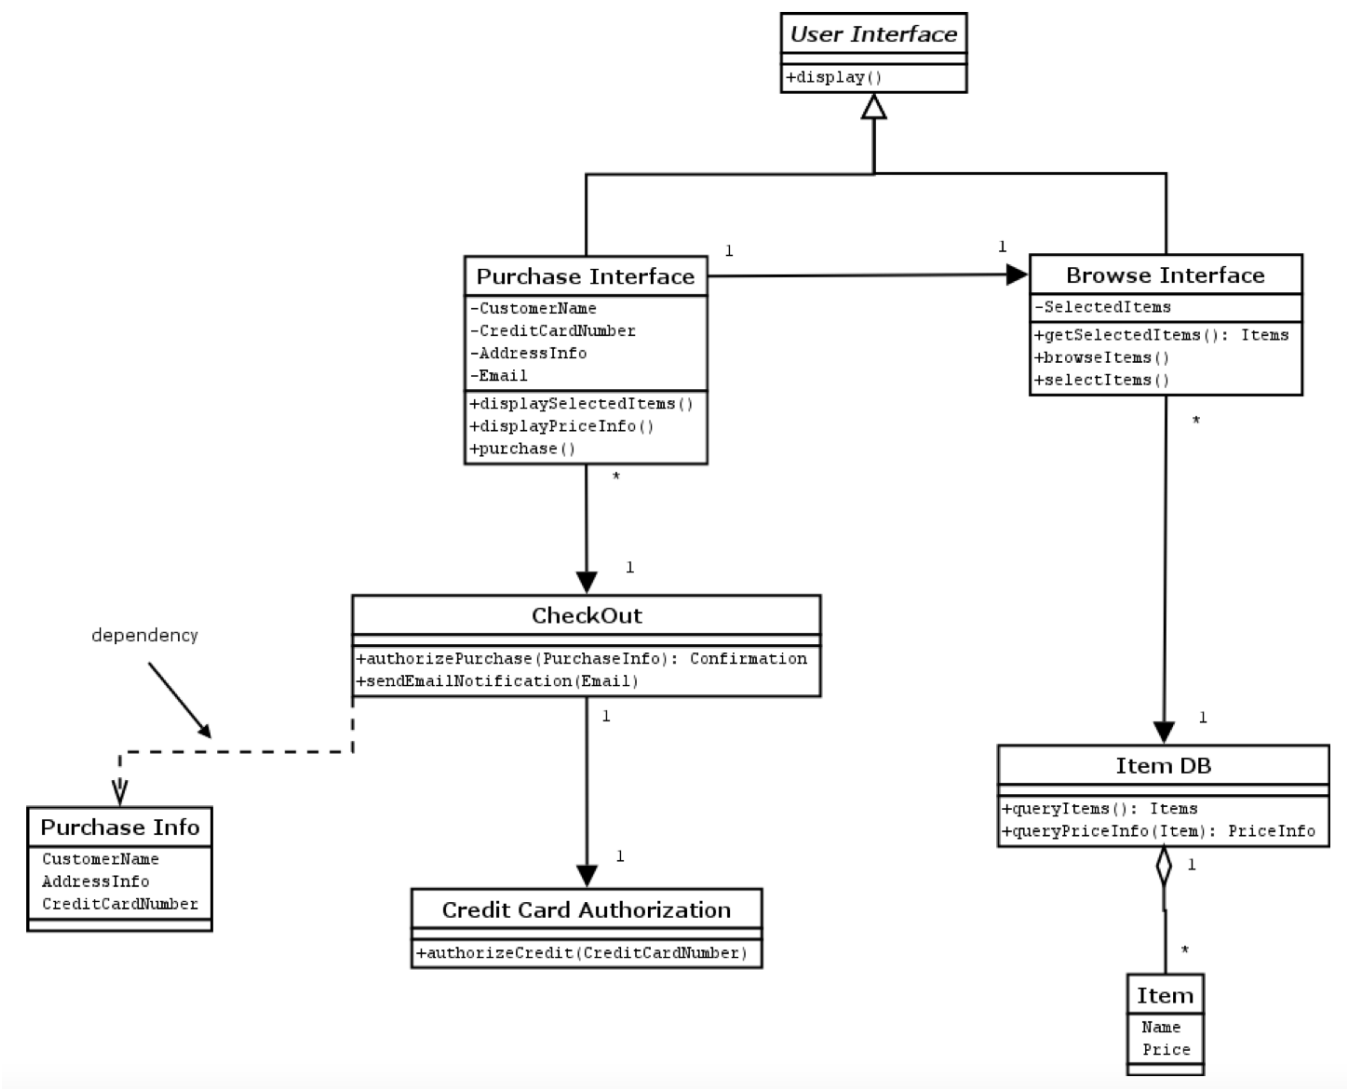 User Interface
+display()
1
1
Purchase Interface
-CustomerName
-CreditCardNumber
-AddressInfo
-Email
+displaySelectedItems()
+displayPriceInfo()
+purchase()
Browse Interface
-SelectedItems
+getSelectedItems(): Items
+browseItems()
+selectItems()
*
*
1
CheckOut
+authorizePurchase(PurchaseInfo): Confirmation
+sendEmailNotification(Email)
dependency
1
1
Item DB
+queryItems(): Items
+queryPriceInfo(Item): PriceInfo
Purchase Info
CustomerName
AddressInfo
CreditCardNumber
1
1
Credit Card Authorization
+authorizeCredit(CreditCardNumber)
*
Item
Name
Price